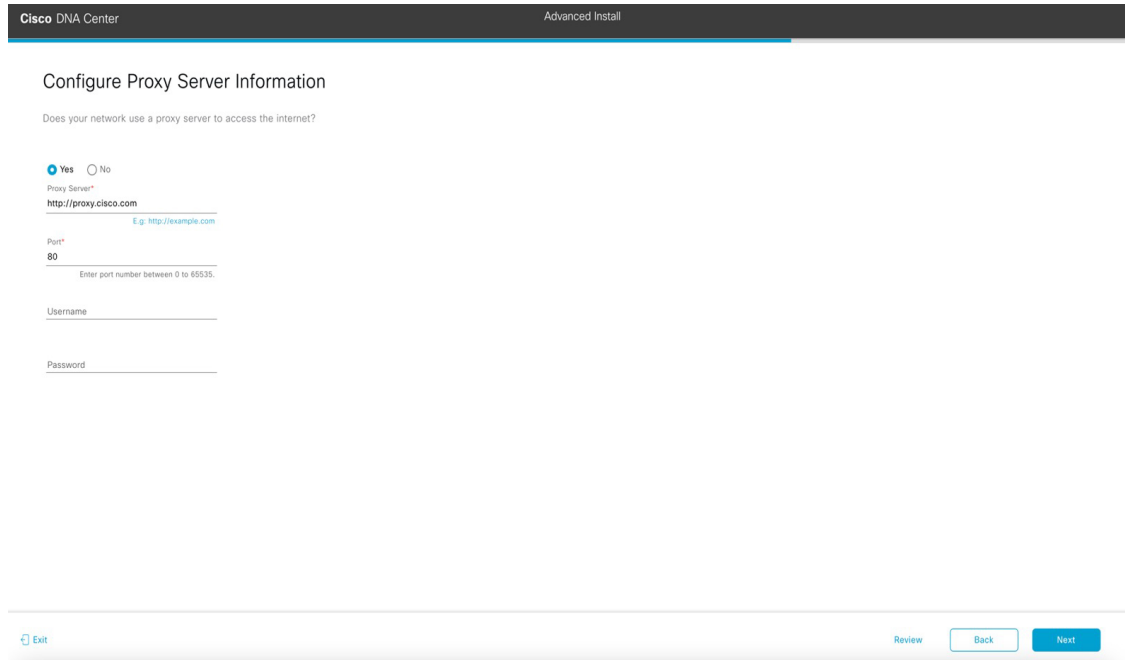 Cisco DNA Center
Advanced Install
Configure Proxy Server Information
Does your network use a proxy server to access the internet?
Yes No
Proxy Server*
http://proxy.cisco.com
E.g: http://example.com
Port*
80
Enter port number between 0 to 65535.
Username
Password
Exit
Review
Back
Next